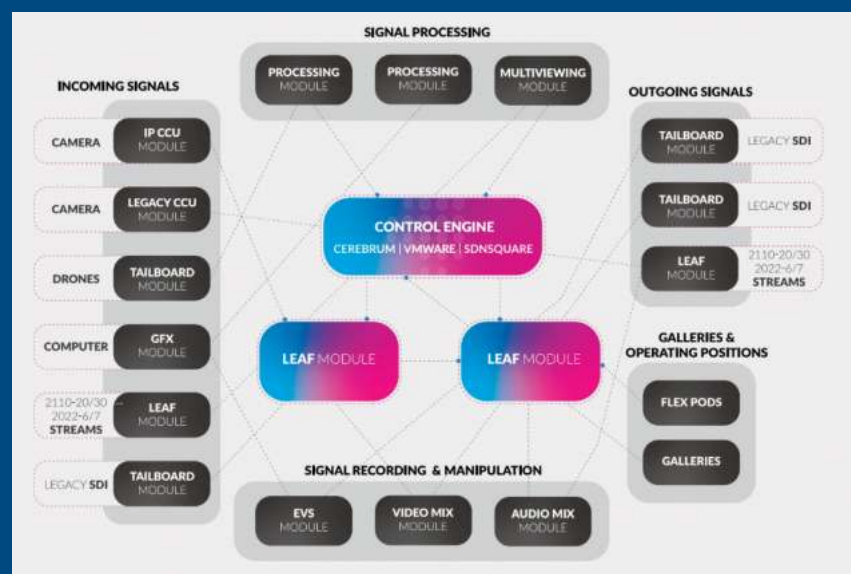 SIGNAL PROCESSING
PROCESSING
MODULE
PROCESSING
MODULE
MULTIVIEWING
MODULE
INCOMING SIGNALS
CAMERA
IP CCU
MODULE
CAMERA
LEGACY CCU
MODULE
DRONES
TAILBOARD
MODULE
COMPUTER
GFX
MODULE
2110-20/30
2022-6/7
STREAMS
LEAF
MODULE
LEGACY SDI
TAILBOARD
MODULE
CONTROL ENGINE
CEREBRUM | VMWARE | SDNSQUARE
LEAF MODULE
LEAF MODULE
OUTGOING SIGNALS
TAILBOARD
MODULE
LEGACY SDI
TAILBOARD
MODULE
LEGACY SDI
LEAF
MODULE
2110-20/30
2022-6/7
STREAMS
GALLERIES &
OPERATING POSITIONS
FLEX PODS
GALLERIES
SIGNAL RECORDING & MANIPULATION
EVS
MODULE
VIDEO MIX
MODULE
AUDIO MIX
MODULE